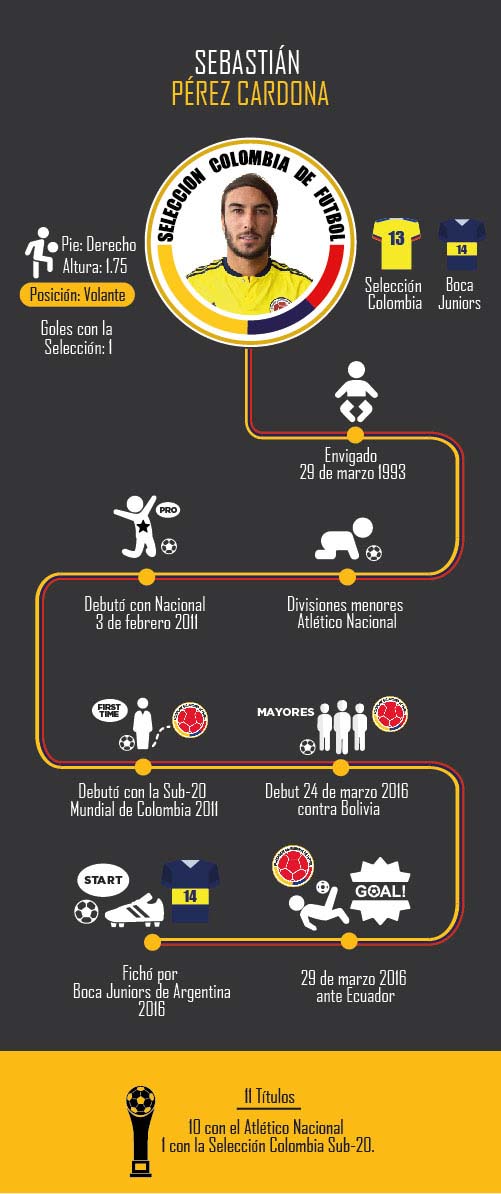 SEBASTIÁN
PÉREZ CARDONA
SELECCION COLOMBIA DE FUTBOL
Pie: Derecho
Altura: 1.75
Posición: Volante
Goles con la
Selección: 1
13
Selección
Colombia
14
Boca
Juniors
Envigado
29 de marzo 1993
PRO
Debutó con Nacional
3 de febrero 2011
Divisiones menores
Atlético Nacional
FIRST
TIME
Debutó con la Sub-20
Mundial de Colombia 2011
MAYORES
Debut 24 de marzo 2016
contra Bolivia
START
14
Fichó por
Boca Juniors de Argentina
2016
GOAL!
29 de marzo 2016
ante Ecuador
11 Títulos
10 con el Atlético Nacional
1 con la Selección Colombia Sub-20.